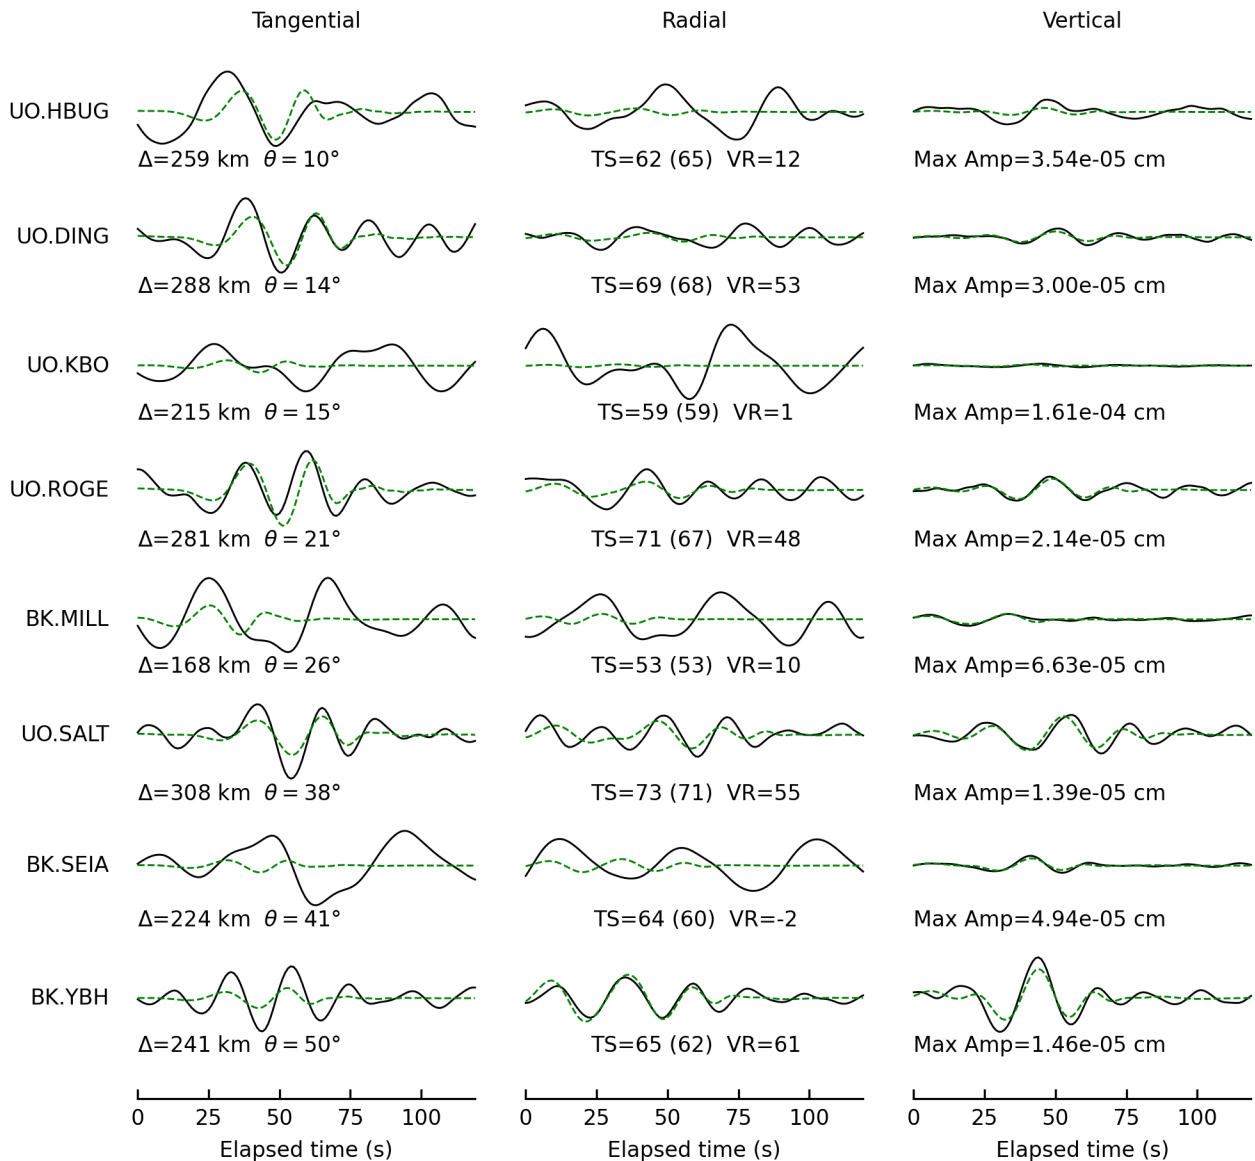 Tangential Radial Vertical
UO.HBUG
Δ=259 km θ = 10° TS=62 (65) VR=12 Max Amp=3.54e-05 cm
UO.DING
Δ=288 km θ = 14° TS=69 (68) VR=53 Max Amp=3.00e-05 cm
UO.KBO
Δ=215 km θ = 15° TS=59 (59) VR=1 Max Amp=1.61e-04 cm
UO.ROGE
Δ=281 km θ = 21° TS=71 (67) VR=48 Max Amp=2.14e-05 cm
BK.MILL
Δ=168 km θ = 26° TS=53 (53) VR=10 Max Amp=6.63e-05 cm
UO.SALT
Δ=308 km θ = 38° TS=73 (71) VR=55 Max Amp=1.39e-05 cm
BK.SEIA
Δ=224 km θ = 41° TS=64 (60) VR=-2 Max Amp=4.94e-05 cm
BK.YBH
Δ=241 km θ = 50° TS=65 (62) VR=61 Max Amp=1.46e-05 cm
0 25 50 75 100 0 25 50 75 100 0 25 50 75 100
Elapsed time (s) Elapsed time (s) Elapsed time (s)